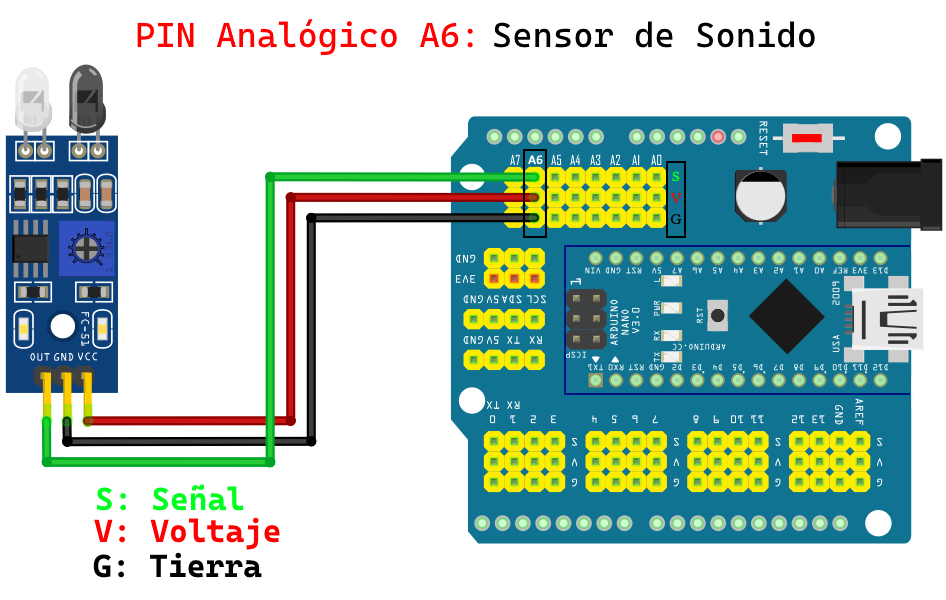 PIN Analógico A6: Sensor de Sonido
RESET
A7 A6 A5 A4 A3 A2 A1 A0
S
V
G
GND
3V3
VIN GND RST 5V A7 A6 A5 A4 A3 A2 A1 A0 REF 3V3 D13
L
PWR
RX
TX
RST
1
ICSP
ARDUINO
NANO
V3.0
ARDUINO.CC
USA
2009
GND 5V SDA SCL
GND 5V TX RX
TX1 RX0 RST GND D2 D3 D4 D5 D6 D7 D8 D9 D10 D11 D12
FC-51
OUT GND VCC
TX RX
0 1 2 3 4 5 6 7 8 9 10 11 12 13 GND AREF
S S S S
V V V V
G G G G
S: Señal
V: Voltaje
G: Tierra